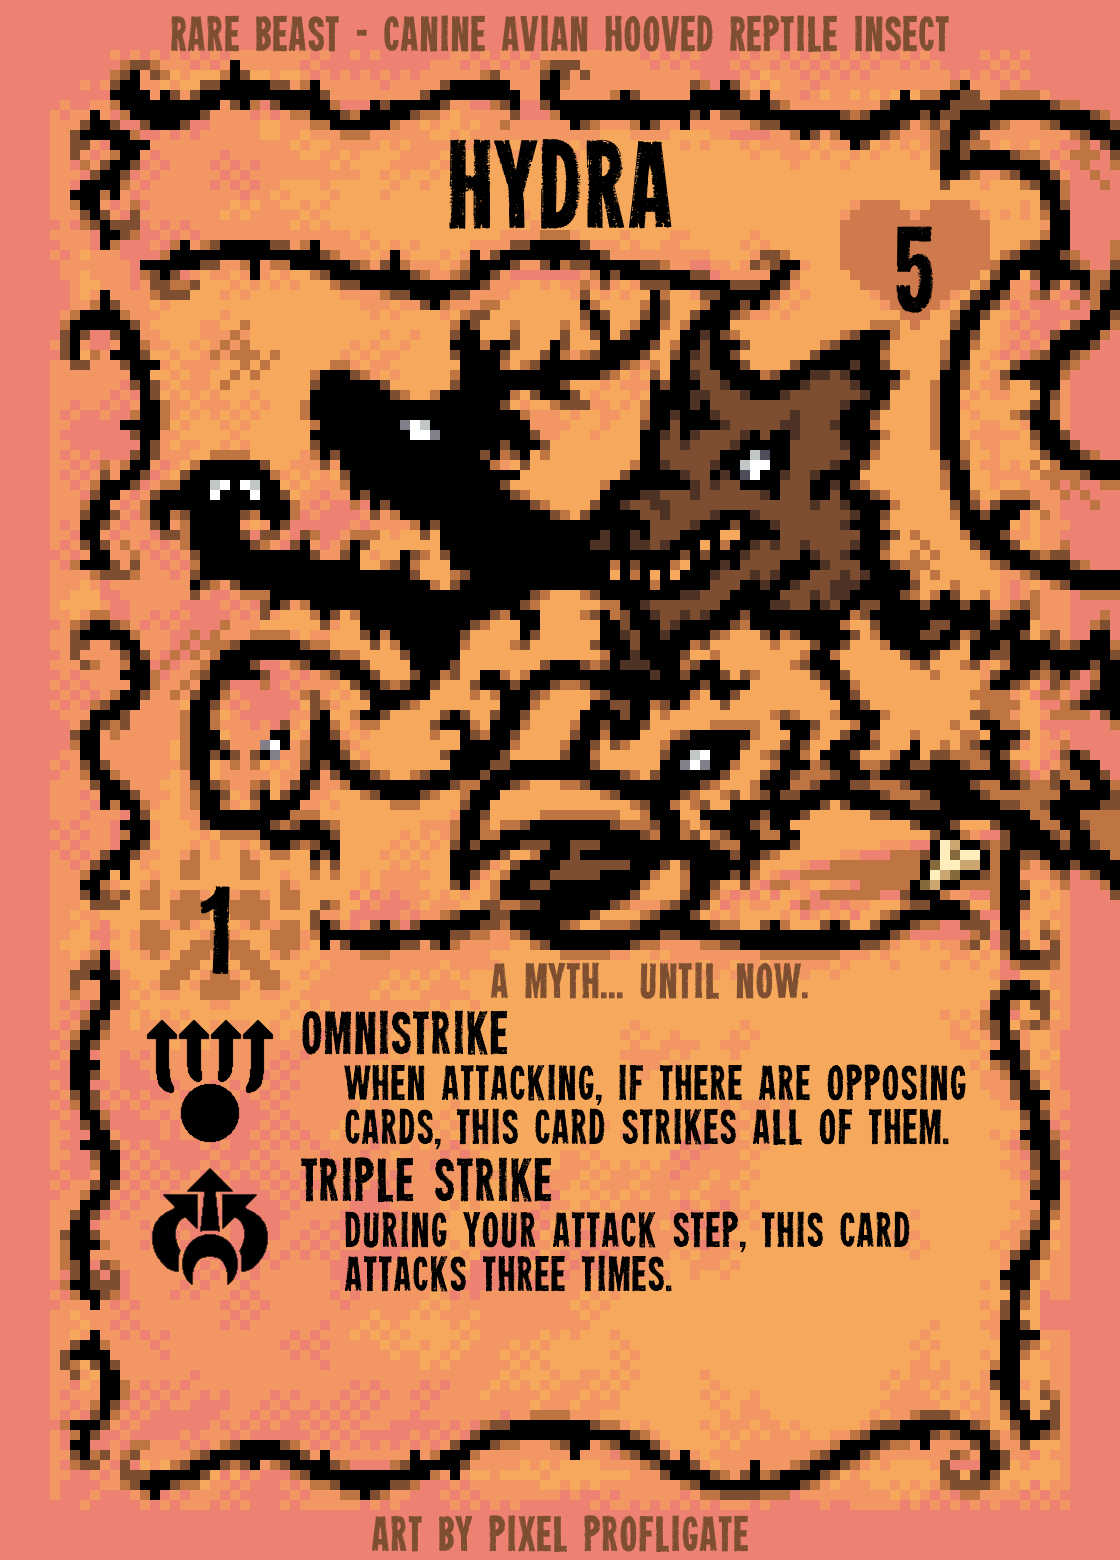 RARE BEAST - CANINE AVIAN HOOVED REPTILE INSECT
HYDRA
5
1
A MYTH... UNTIL NOW.
OMNISTRIKE
WHEN ATTACKING, IF THERE ARE OPPOSING
CARDS, THIS CARD STRIKES ALL OF THEM.
TRIPLE STRIKE
DURING YOUR ATTACK STEP, THIS CARD
ATTACKS THREE TIMES.
ART BY PIXEL PROFLIGATE